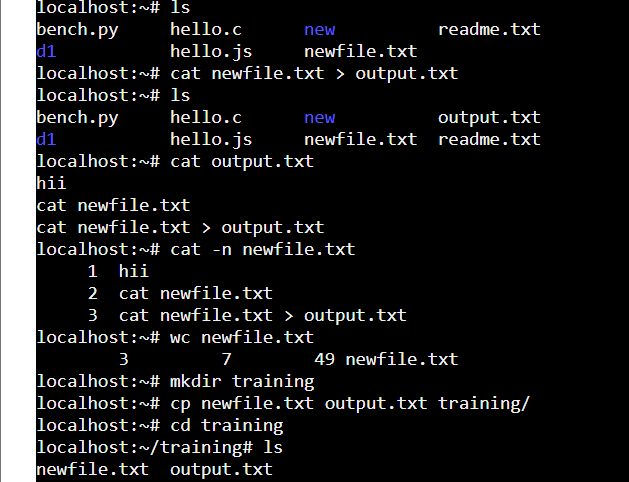 localhost:~# ls
bench.py    hello.c     new         readme.txt
d1          hello.js    newfile.txt
localhost:~# cat newfile.txt > output.txt
localhost:~# ls
bench.py    hello.c     new         output.txt
d1          hello.js    newfile.txt  readme.txt
localhost:~# cat output.txt
hii
cat newfile.txt
cat newfile.txt > output.txt
localhost:~# cat -n newfile.txt
     1  hii
     2  cat newfile.txt
     3  cat newfile.txt > output.txt
localhost:~# wc newfile.txt
        3         7        49 newfile.txt
localhost:~# mkdir training
localhost:~# cp newfile.txt output.txt training/
localhost:~# cd training
localhost:~/training# ls
newfile.txt  output.txt